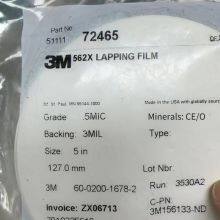 Part No
51111 72465
3M 562X LAPPING FILM
St. Paul, MN 55144-1000
Made in the USA with globally
Grade .5MIC
Minerals: CE/O
Backing: 3MIL
Type:
Size: 5 in
127.0 mm
Lot Nbr:
3M 60-0200-1678-2
Run 3530A2
Invoice: ZX06713
C-PN:
3M156133-ND